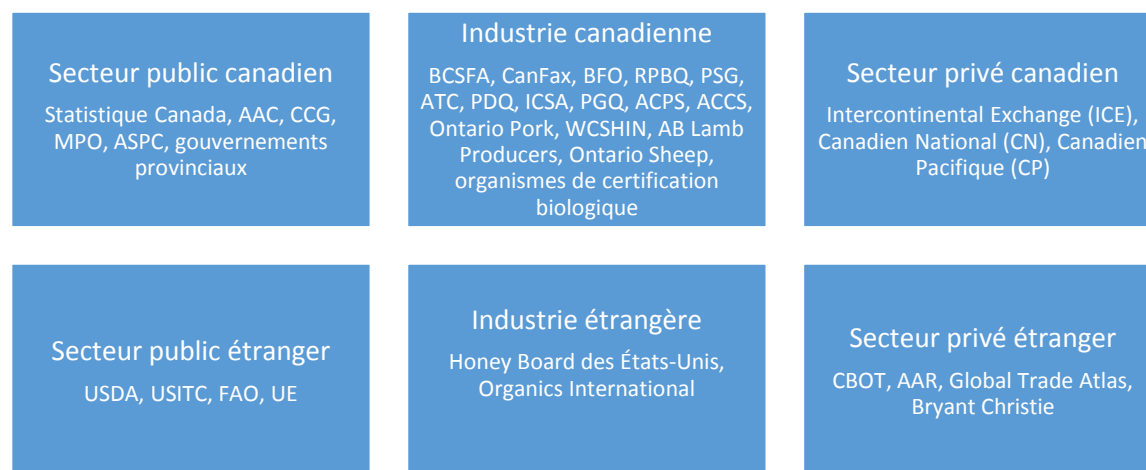 Secteur public canadien
Statistique Canada, AAC, CCG,
MPO, ASPC, gouvernements
provinciaux
Industrie canadienne
BCSFA, CanFax, BFO, RPBQ, PSG,
ATC, PDQ, ICSA, PGQ, ACPS, ACCS,
Ontario Pork, WCSHIN, AB Lamb
Producers, Ontario Sheep,
organismes de certification
biologique
Secteur privé canadien
Intercontinental Exchange (ICE),
Canadien National (CN), Canadien
Pacifique (CP)
Secteur public étranger
USDA, USITC, FAO, UE
Industrie étrangère
Honey Board des États-Unis,
Organics International
Secteur privé étranger
CBOT, AAR, Global Trade Atlas,
Bryant Christie